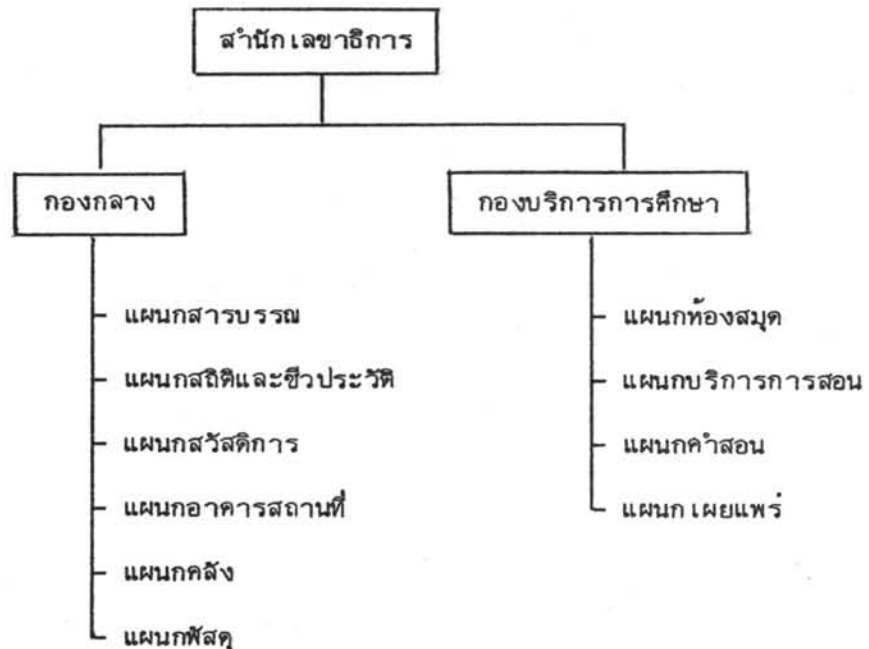 สำนักเลขาธิการ
กองกลาง
แผนกสารบรรณ
แผนกสถิติและชีวประวัติ
แผนกสวัสดิการ
แผนกอาคารสถานที่
แผนกคลัง
แผนกพัสดุ
กองบริการการศึกษา
แผนกห้องสมุด
แผนกบริการการสอน
แผนกคำสอน
แผนกเผยแพร่